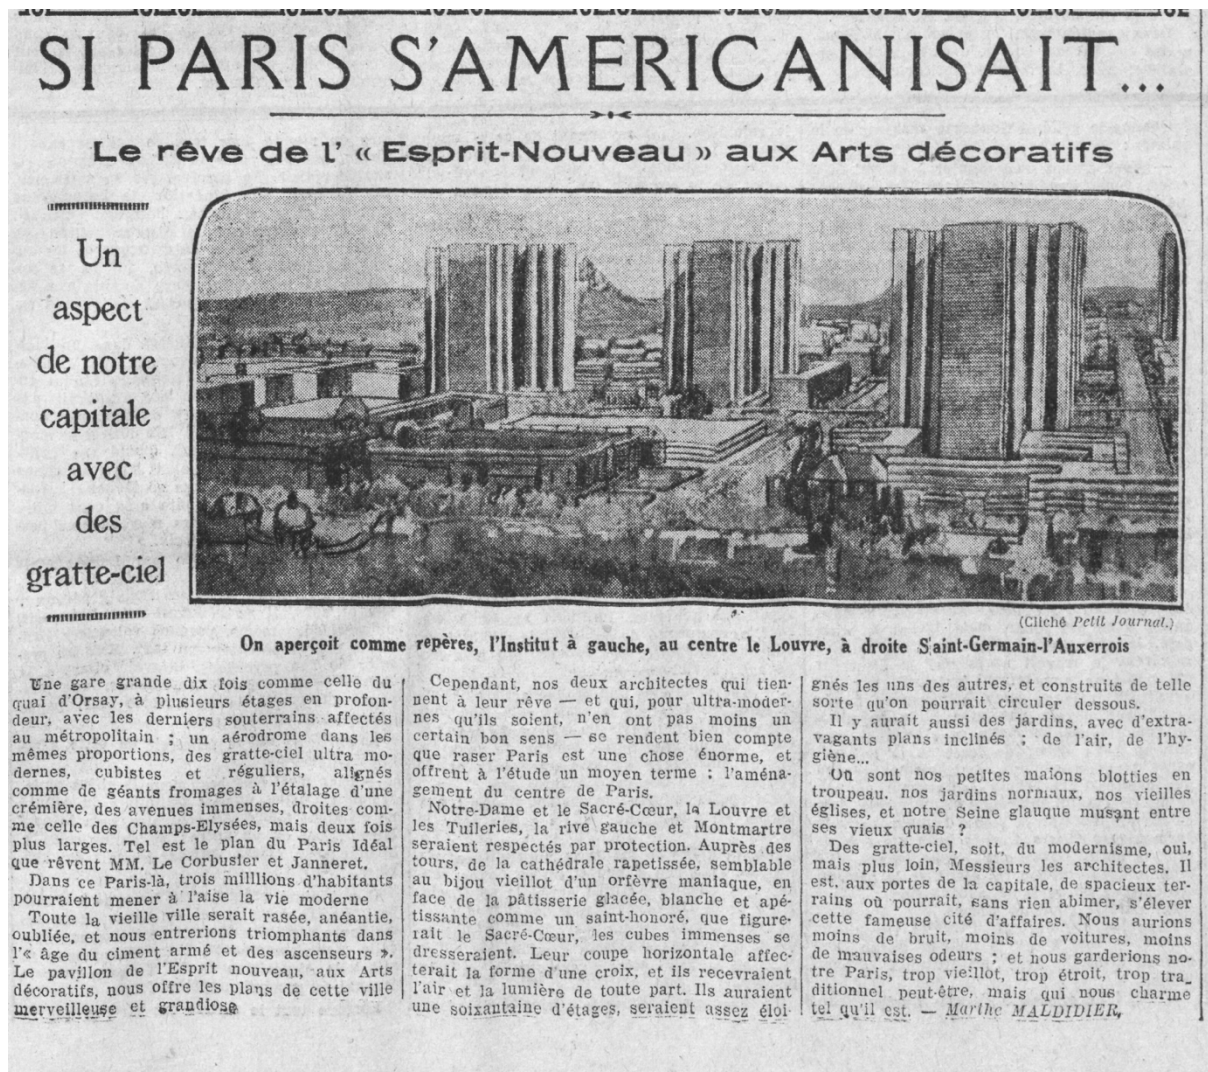 SI PARIS S'AMERICANISAIT...
Le rêve de l' « Esprit-Nouveau » aux Arts décoratifs
Un
aspect
de notre
capitale
avec
des
gratte-ciel
(Cliché Petit Journal.)
On aperçoit comme repères, l'Institut à gauche, au centre le Louvre, à droite Saint-Germain-l'Auxerrois
Une gare grande dix fois comme celle du
quai d'Orsay, à plusieurs étages en profon-
deur, avec les derniers souterrains affectés
au métropolitain ; un aérodrome dans les
mêmes proportions, des gratte-ciel ultra mo-
dernes, cubistes et réguliers, alignés
comme de géants fromages à l'étalage d'une
crémière, des avenues immenses, droites com-
me celle des Champs-Elysées, mais deux fois
plus larges. Tel est le plan du Paris Idéal
que rêvent MM. Le Corbusier et Janneret.
Dans ce Paris-là, trois milllions d'habitants
pourraient mener à l'aise la vie moderne
Toute la vieille ville serait rasée, anéantie,
oubliée, et nous entrerions triomphants dans
l'« âge du ciment armé et des ascenseurs ».
Le pavillon de l'Esprit nouveau, aux Arts
décoratifs, nous offre les plans de cette ville
merveilleuse et grandiose
Cependant, nos deux architectes qui tien-
nent à leur rêve — et qui, pour ultra-moder-
nes qu'ils soient, n'en ont pas moins un
certain bon sens — se rendent bien compte
que raser Paris est une chose énorme, et
offrent à l'étude un moyen terme : l'aména-
gement du centre de Paris.
Notre-Dame et le Sacré-Cœur, la Louvre et
les Tuileries, la rive gauche et Montmartre
seraient respectés par protection. Auprès des
tours, de la cathédrale rapetissée, semblable
au bijou vieillot d'un orfèvre maniaque, en
face de la pâtisserie glacée, blanche et apé-
tissante comme un saint-honoré, que figure-
rait le Sacré-Cœur, les cubes immenses se
dresseraient. Leur coupe horizontale affec-
terait la forme d'une croix, et ils recevraient
l'air et la lumière de toute part. Ils auraient
une soixantaine d'étages, seraient assez éloi-
gnés les uns des autres, et construits de telle
sorte qu'on pourrait circuler dessous.
Il y aurait aussi des jardins, avec d'extra-
vagants plans inclinés ; de l'air, de l'hy-
giène...
Où sont nos petites maions blotties en
troupeau, nos jardins normaux, nos vieilles
églises, et notre Seine glauque musant entre
ses vieux quais ?
Des gratte-ciel, soit, du modernisme, oui,
mais plus loin, Messieurs les architectes. Il
est, aux portes de la capitale, de spacieux ter-
rains où pourrait, sans rien abimer, s'élever
cette fameuse cité d'affaires. Nous aurions
moins de bruit, moins de voitures, moins
de mauvaises odeurs ; et nous garderions no-
tre Paris, trop vieillot, trop étroit, trop tra-
ditionnel peut-être, mais qui nous charme
tel qu'il est. — Marthe MALDIDIER.